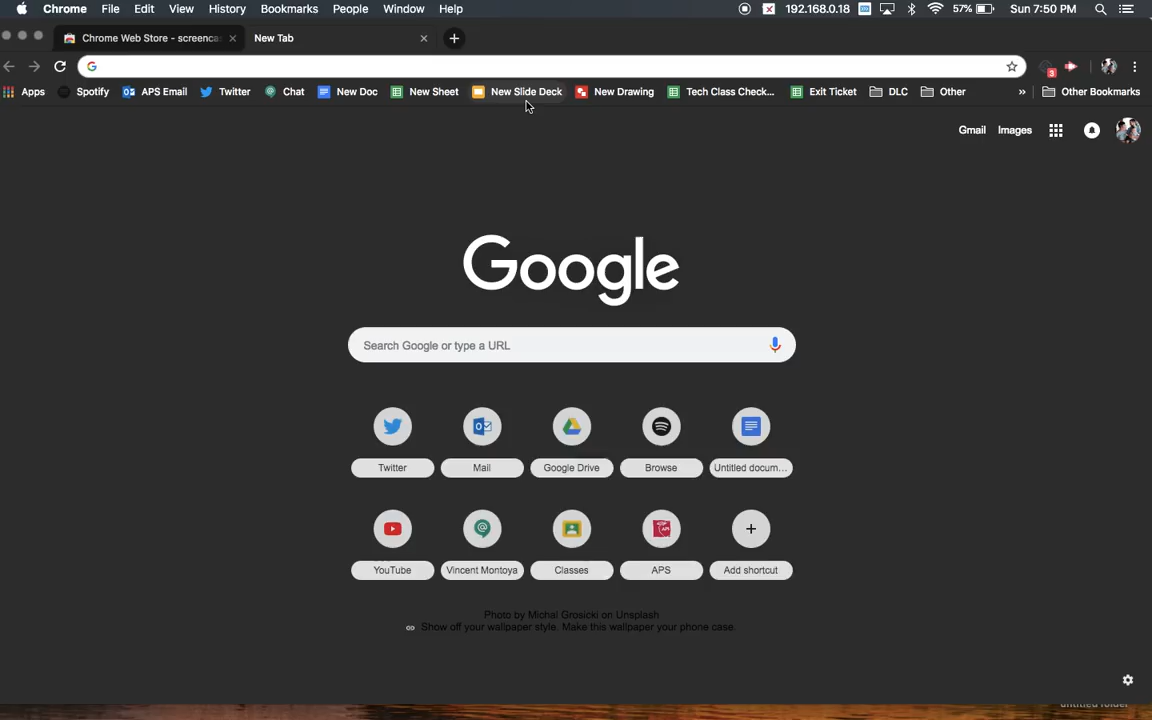 Chrome File Edit View History Bookmarks People Window Help 192.168.0.18 57% Sun 7:50 PM
Chrome Web Store - screenca New Tab
Apps Spotify APS Email Twitter Chat New Doc New Sheet New Slide Deck New Drawing Tech Class Check... Exit Ticket DLC Other » Other Bookmarks
3
Gmail Images
Google
Search Google or type a URL
Twitter Mail Google Drive Browse Untitled docum...
YouTube Vincent Montoya Classes APS Add shortcut
Photo by Michal Grosicki on Unsplash
Show off your wallpaper style. Make this wallpaper your phone case.
untitled folder